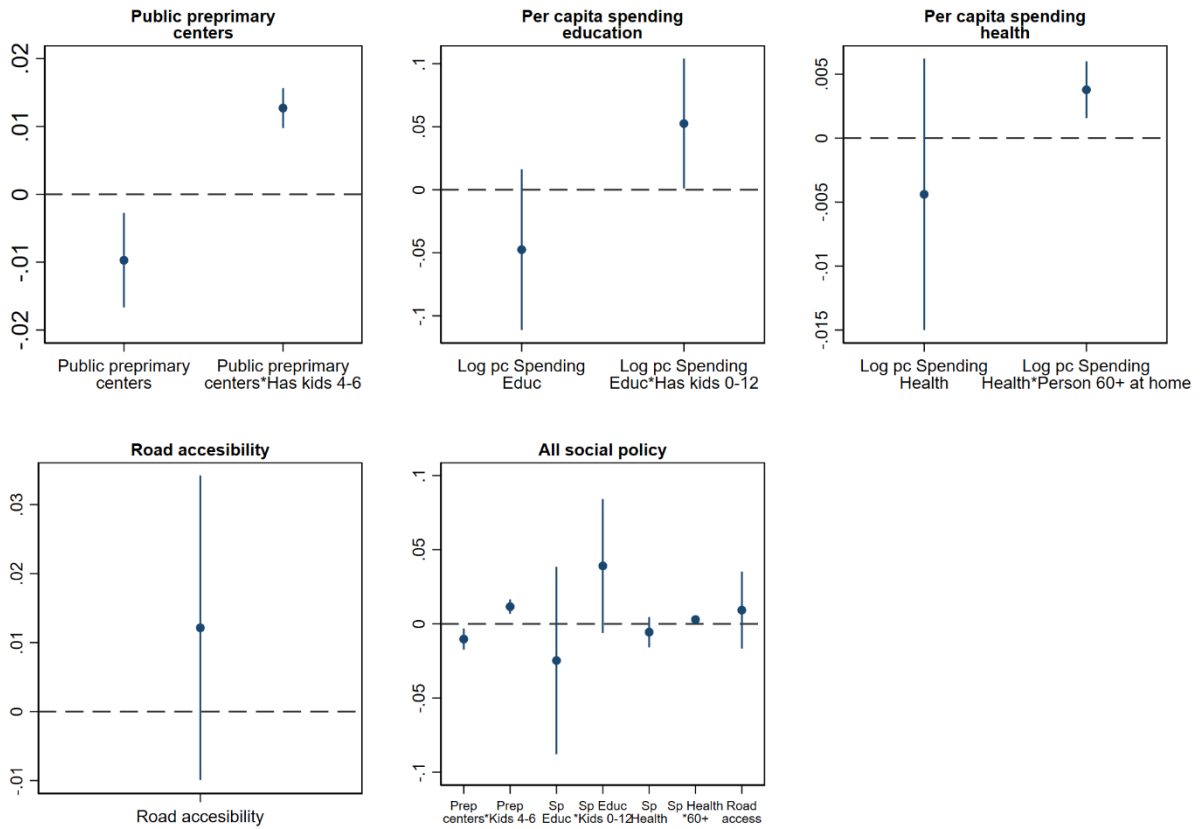 Public preprimary
centers
.02
.01
0
-.01
-.02
Public preprimary
centers
Public preprimary
centers*Has kids 4-6
Per capita spending
education
.1
.05
0
-.05
-.1
Log pc Spending
Educ
Log pc Spending
Educ*Has kids 0-12
Per capita spending
health
.005
0
-.005
-.01
-.015
Log pc Spending
Health
Log pc Spending
Health*Person 60+ at home
Road accesibility
.03
.02
.01
0
-.01
Road accesibility
All social policy
.1
.05
0
-.05
-.1
Prep
centers
Prep
*Kids 4-6
Sp
Educ
Sp Educ
*Kids 0-12
Sp
Health
Sp Health
*60+
Road
access